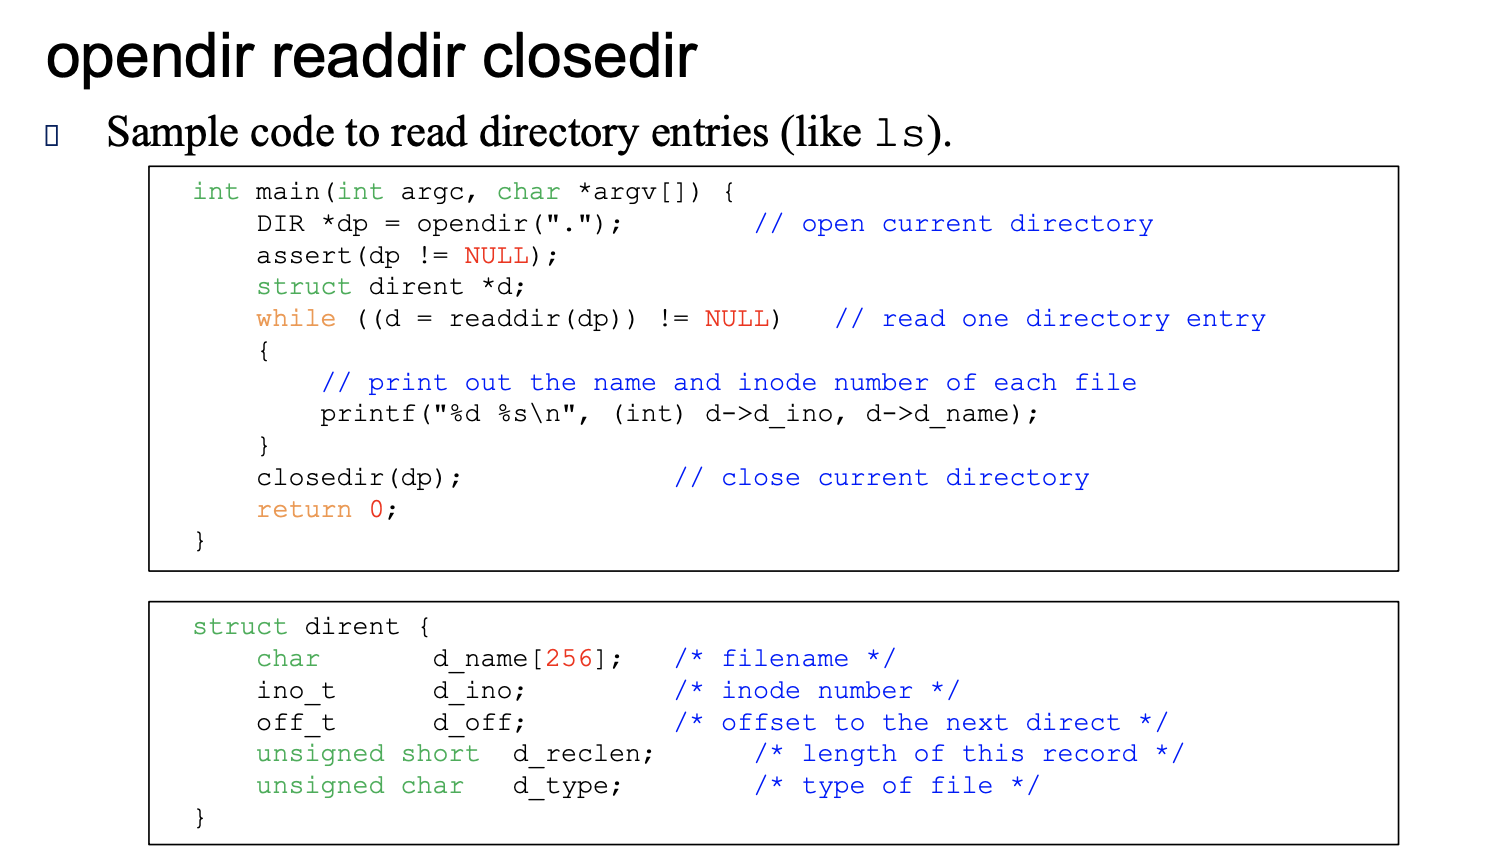 opendir readdir closedir
Sample code to read directory entries (like ls).
int main(int argc, char *argv[]) {
DIR *dp = opendir("."); // open current directory
assert(dp != NULL);
struct dirent *d;
while ((d = readdir(dp)) != NULL) // read one directory entry
{
// print out the name and inode number of each file
printf("%d %s\n", (int) d->d_ino, d->d_name);
}
closedir(dp); // close current directory
return 0;
}
struct dirent {
char d_name[256]; /* filename */
ino_t d_ino; /* inode number */
off_t d_off; /* offset to the next direct */
unsigned short d_reclen; /* length of this record */
unsigned char d_type; /* type of file */
}